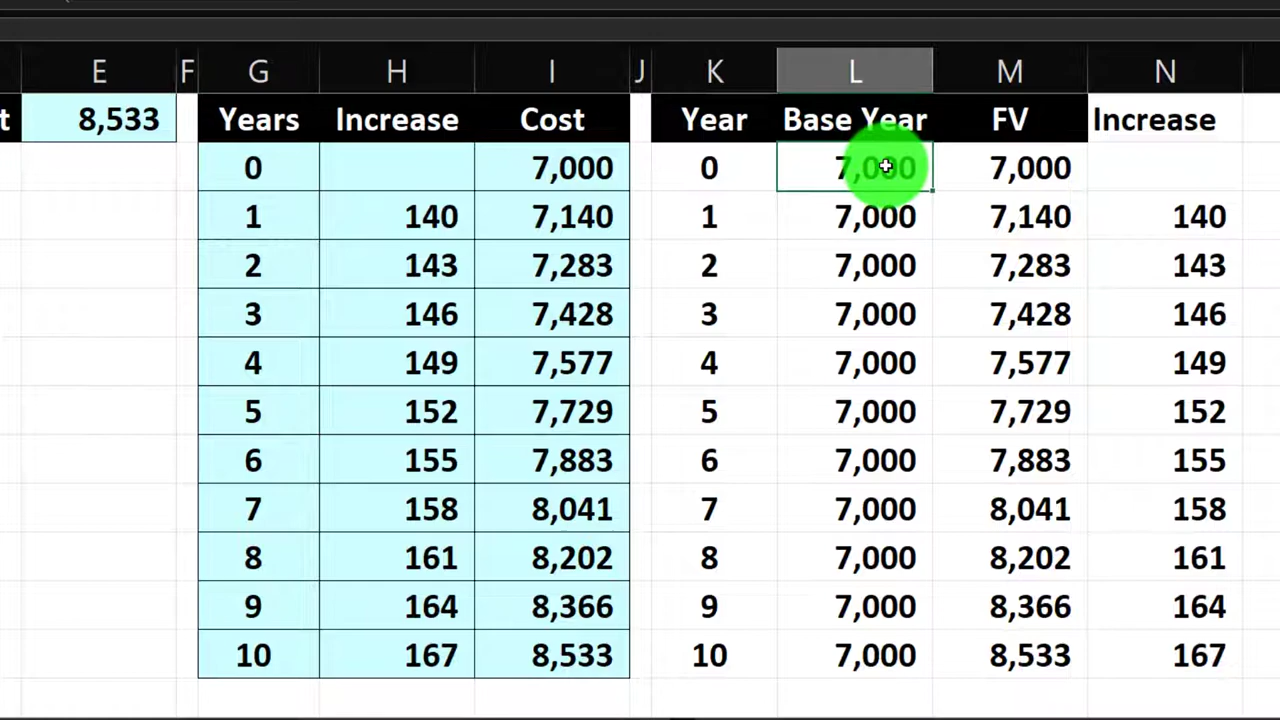 E F G H I J K L M N
t 8,533 Years Increase Cost Year Base Year FV Increase
0 7,000 0 7,000 7,000
1 140 7,140 1 7,000 7,140 140
2 143 7,283 2 7,000 7,283 143
3 146 7,428 3 7,000 7,428 146
4 149 7,577 4 7,000 7,577 149
5 152 7,729 5 7,000 7,729 152
6 155 7,883 6 7,000 7,883 155
7 158 8,041 7 7,000 8,041 158
8 161 8,202 8 7,000 8,202 161
9 164 8,366 9 7,000 8,366 164
10 167 8,533 10 7,000 8,533 167